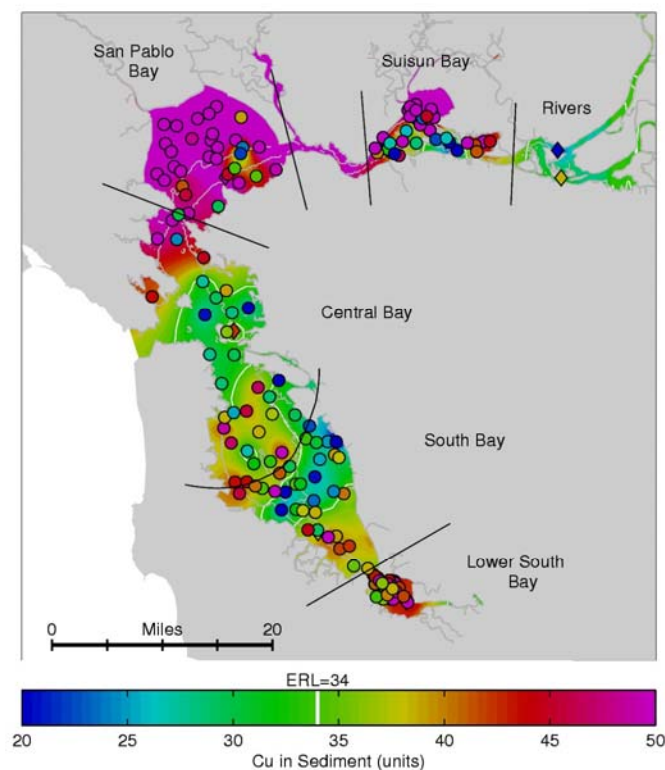 San Pablo
Bay
Suisun Bay
Rivers
Central Bay
South Bay
Lower South
Bay
0 Miles 20
ERL=34
20 25 30 35 40 45 50
Cu in Sediment (units)